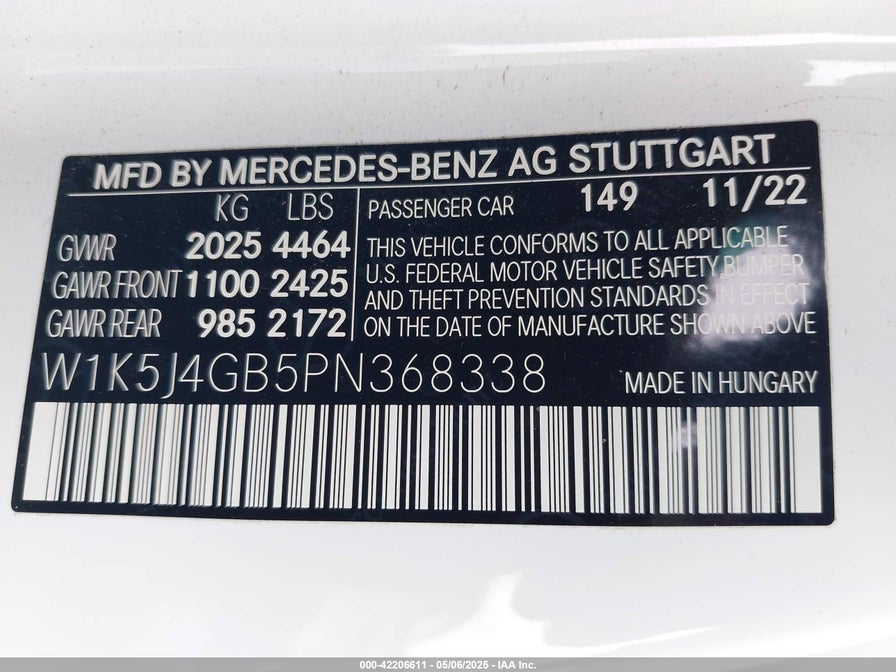 MFD BY MERCEDES-BENZ AG STUTTGART
KG LBS
GVWR 2025 4464
GAWR FRONT 1100 2425
GAWR REAR 985 2172
PASSENGER CAR 149 11/22
THIS VEHICLE CONFORMS TO ALL APPLICABLE
U.S. FEDERAL MOTOR VEHICLE SAFETY,BUMPER
AND THEFT PREVENTION STANDARDS IN EFFECT
ON THE DATE OF MANUFACTURE SHOWN ABOVE
W1K5J4GB5PN368338
MADE IN HUNGARY
000-42206611 - 05/06/2025 - IAA Inc.